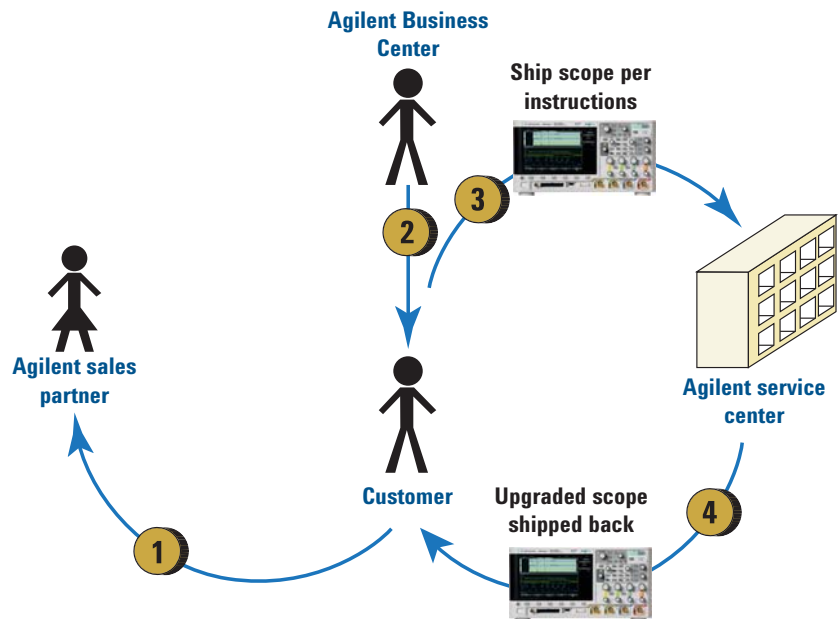 Agilent Business
Center
Ship scope per
instructions
3
2
Agilent sales
partner
Agilent service
center
Customer
Upgraded scope
shipped back
4
1